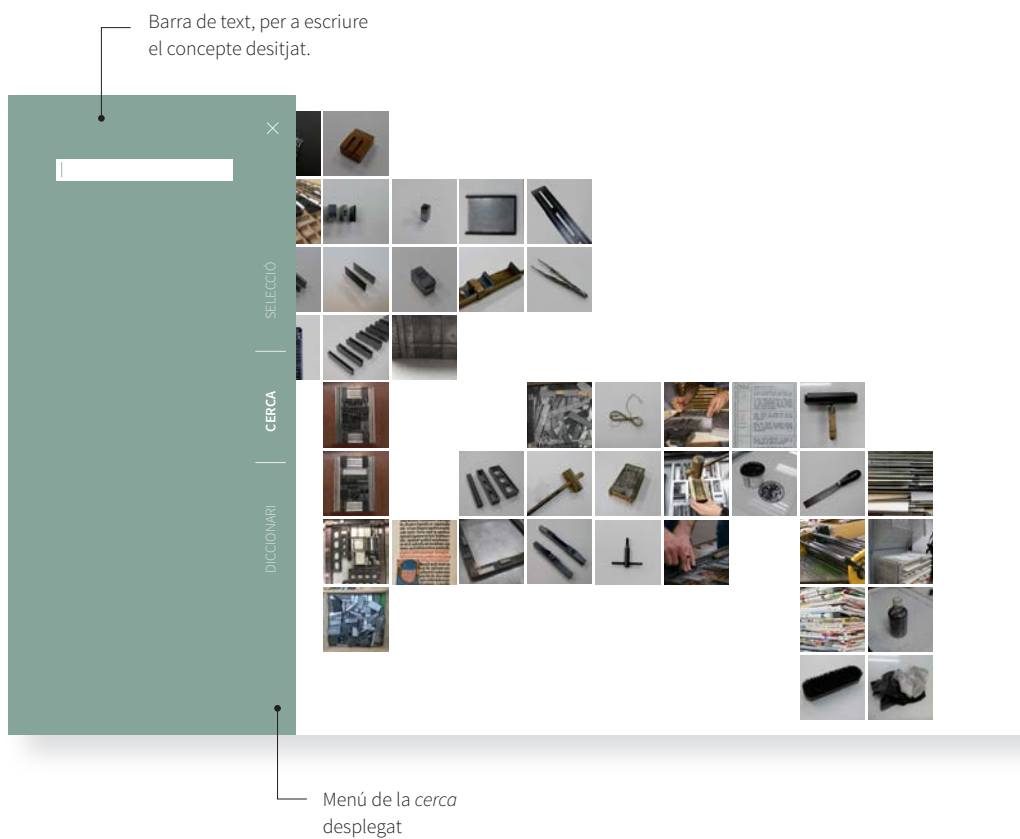 Barra de text, per a escriure
el concepte desitjat.
SELECCIÓ
CERCA
DICCIONARI
Menú de la cerca
desplegat